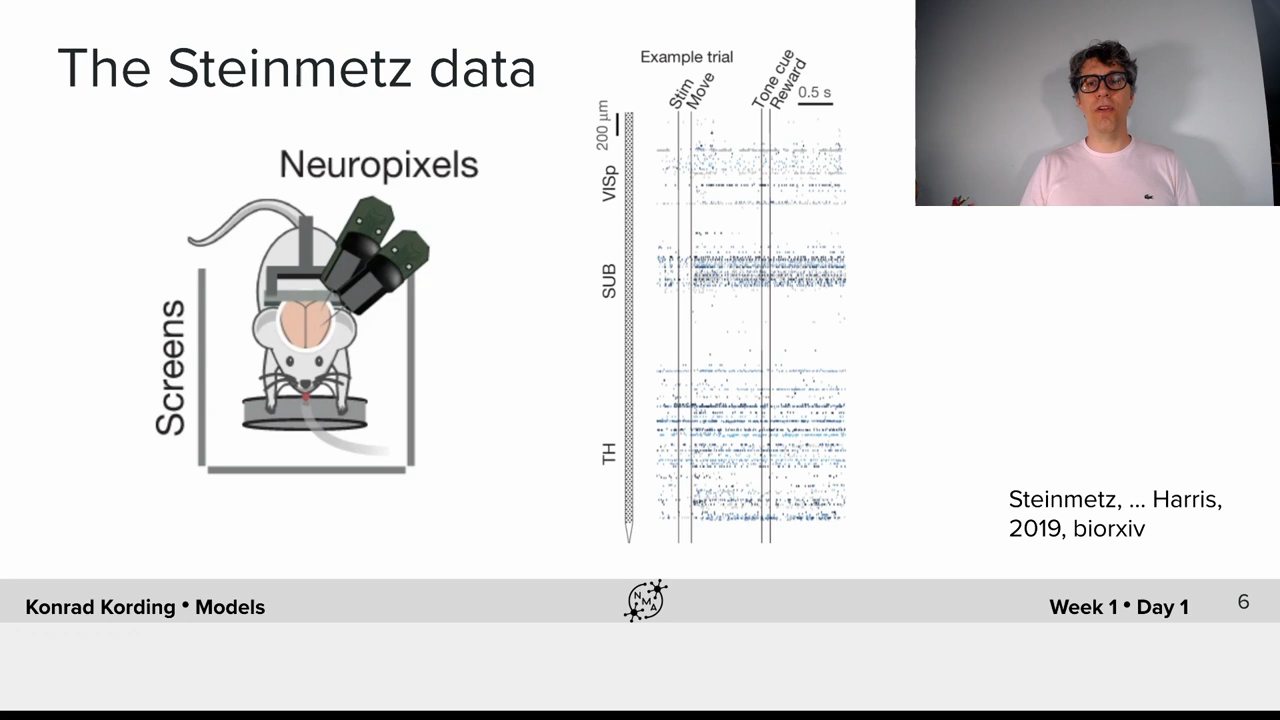 The Steinmetz data
Neuropixels
Screens
Example trial
Stim
Move
Tone cue
Reward
0.5 s
200 µm
VISp
SUB
TH
Steinmetz, ... Harris,
2019, biorxiv
Konrad Kording • Models
NMA
Week 1 • Day 1
6